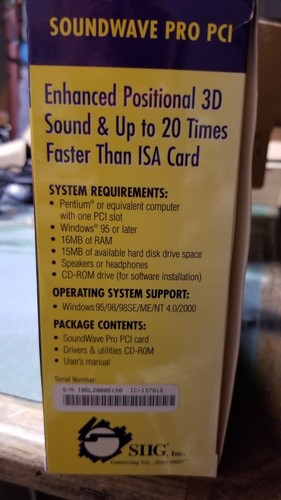 SOUNDWAVE PRO PCI
Enhanced Positional 3D
Sound & Up to 20 Times
Faster Than ISA Card
SYSTEM REQUIREMENTS:
• Pentium® or equivalent computer
with one PCI slot
• Windows® 95 or later
• 16MB of RAM
• 15MB of available hard disk drive space
• Speakers or headphones
• CD-ROM drive (for software installation)
OPERATING SYSTEM SUPPORT:
• Windows 95/98/98SE/ME/NT 4.0/2000
PACKAGE CONTENTS:
• SoundWave Pro PCI card
• Drivers & utilities CD-ROM
• User's manual
Serial Number:
SIIG, Inc.
Connecting You...Since 1985™